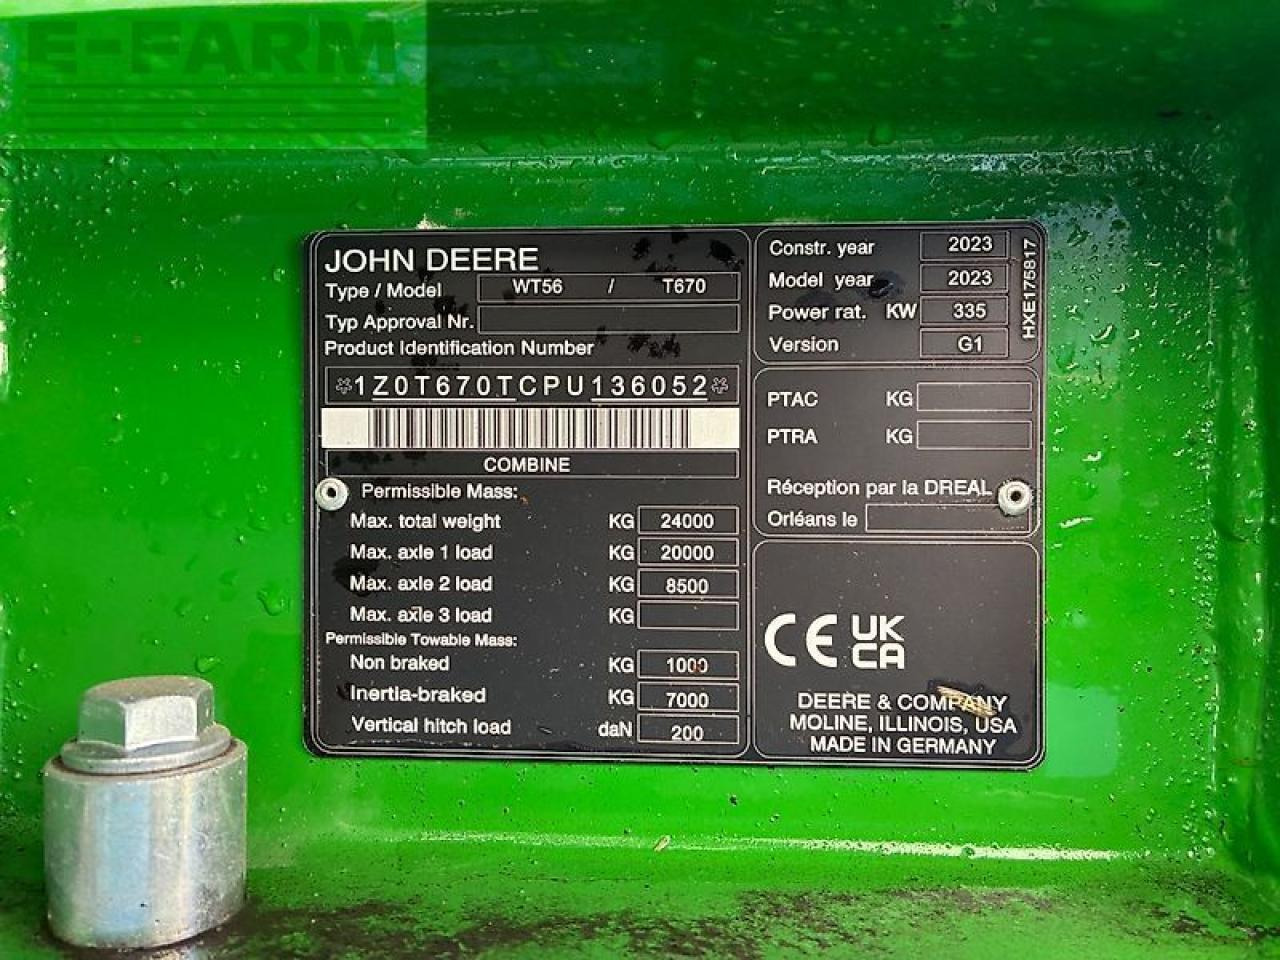 E-FARM
JOHN DEERE
Type / Model WT56 / T670
Typ Approval Nr.
Product Identification Number
*1Z0T670TCPU136052*
COMBINE
Permissible Mass:
Max. total weight KG 24000
Max. axle 1 load KG 20000
Max. axle 2 load KG 8500
Max. axle 3 load KG
Permissible Towable Mass:
Non braked KG 1000
Inertia-braked KG 7000
Vertical hitch load daN 200
Constr. year 2023
Model year 2023
Power rat. KW 335
Version G1
HXE175817
PTAC KG
PTRA KG
Réception par la DREAL
Orléans le
CE UK
CA
DEERE & COMPANY
MOLINE, ILLINOIS, USA
MADE IN GERMANY